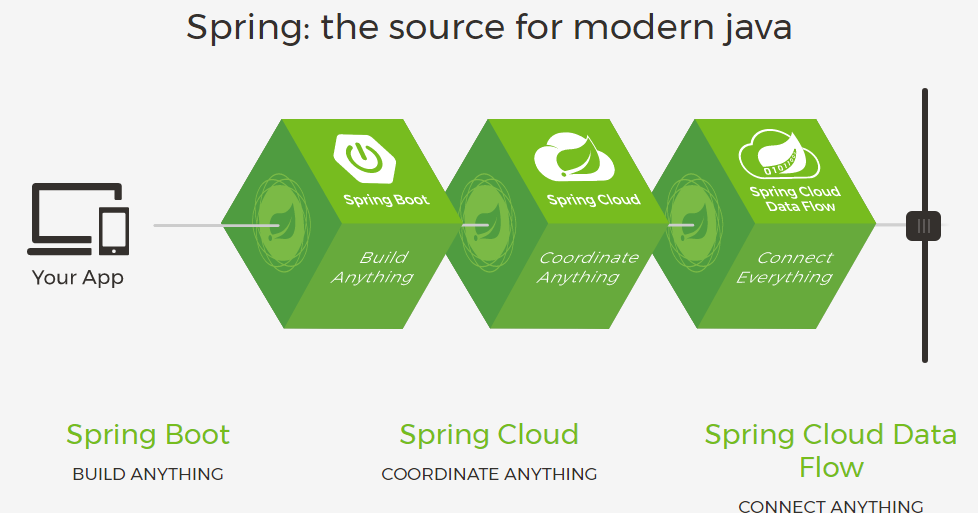 Spring: the source for modern java
Spring Boot
Build
Anything
Spring Cloud
Coordinate
Anything
01011101
Spring Cloud
Data Flow
Connect
Everything
Your App
Spring Boot
BUILD ANYTHING
Spring Cloud
COORDINATE ANYTHING
Spring Cloud Data
Flow
CONNECT ANYTHING